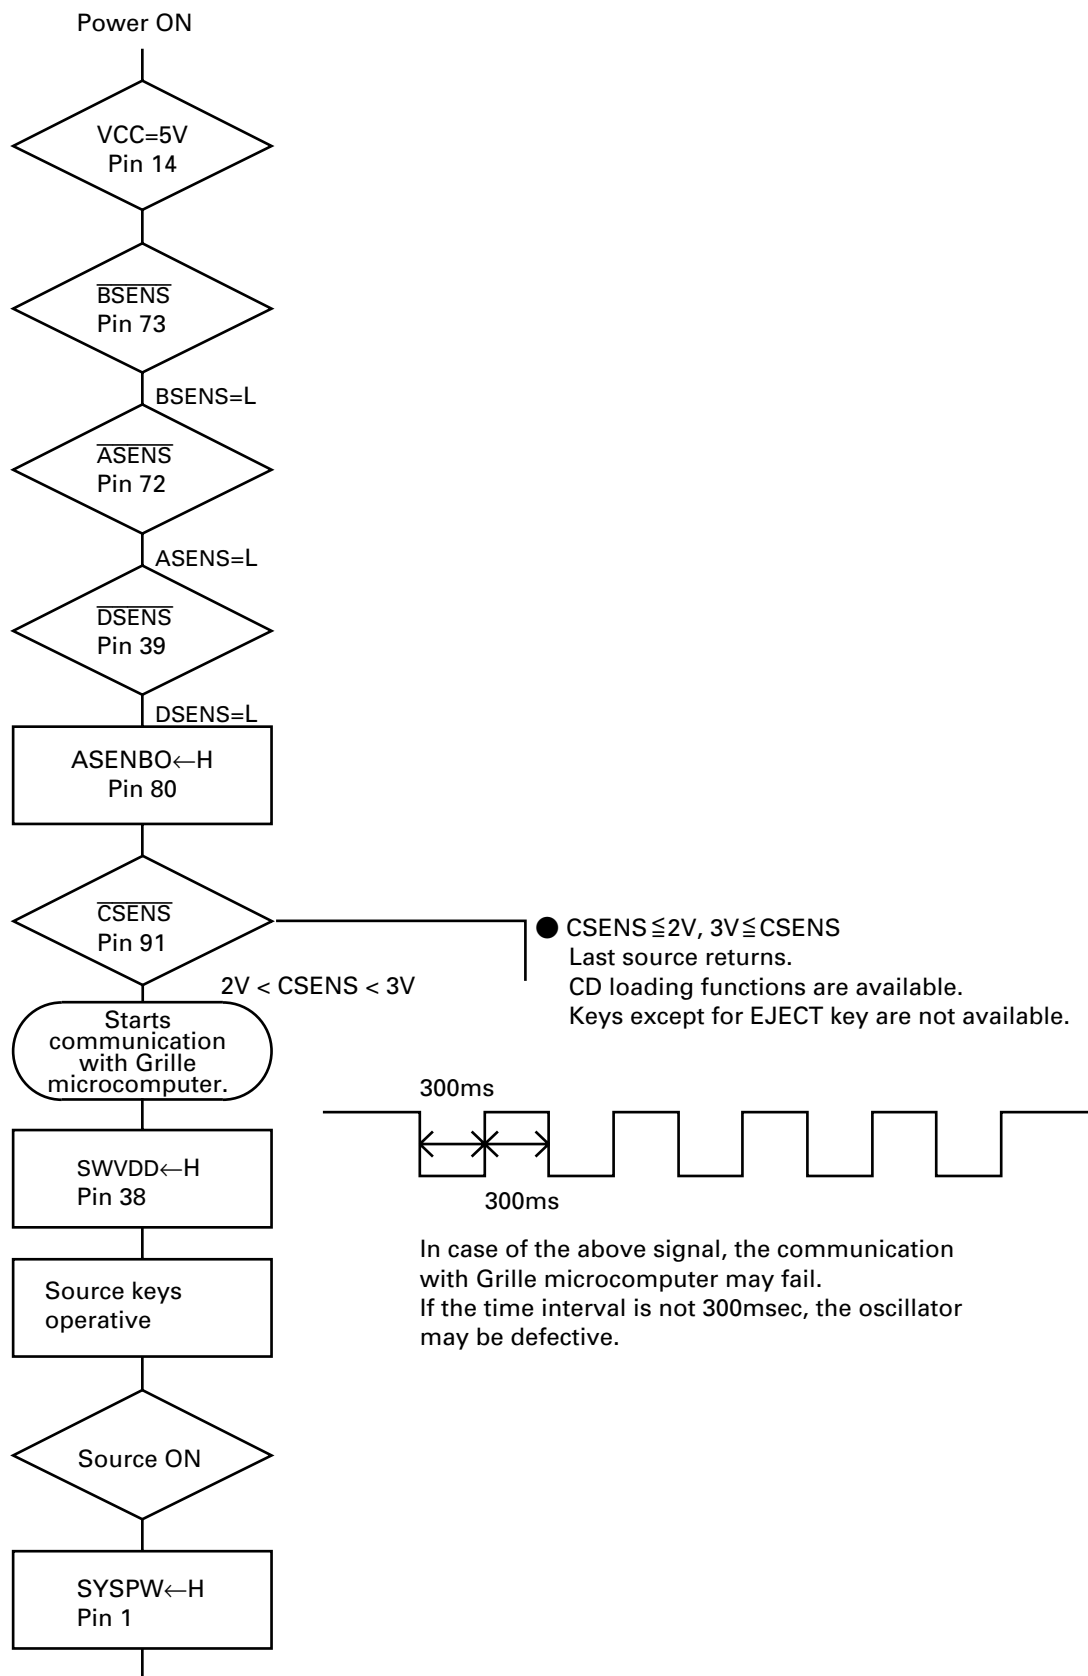 Power ON
VCC=5V
Pin 14
BSENS
Pin 73
BSENS=L
ASENS
Pin 72
ASENS=L
DSENS
Pin 39
DSENS=L
ASENBO←H
Pin 80
CSENS
Pin 91
2V < CSENS < 3V
● CSENS≦2V, 3V≦CSENS
Last source returns.
CD loading functions are available.
Keys except for EJECT key are not available.
Starts
communication
with Grille
microcomputer.
300ms
300ms
SWVDD←H
Pin 38
In case of the above signal, the communication
with Grille microcomputer may fail.
If the time interval is not 300msec, the oscillator
may be defective.
Source keys
operative
Source ON
SYSPW←H
Pin 1